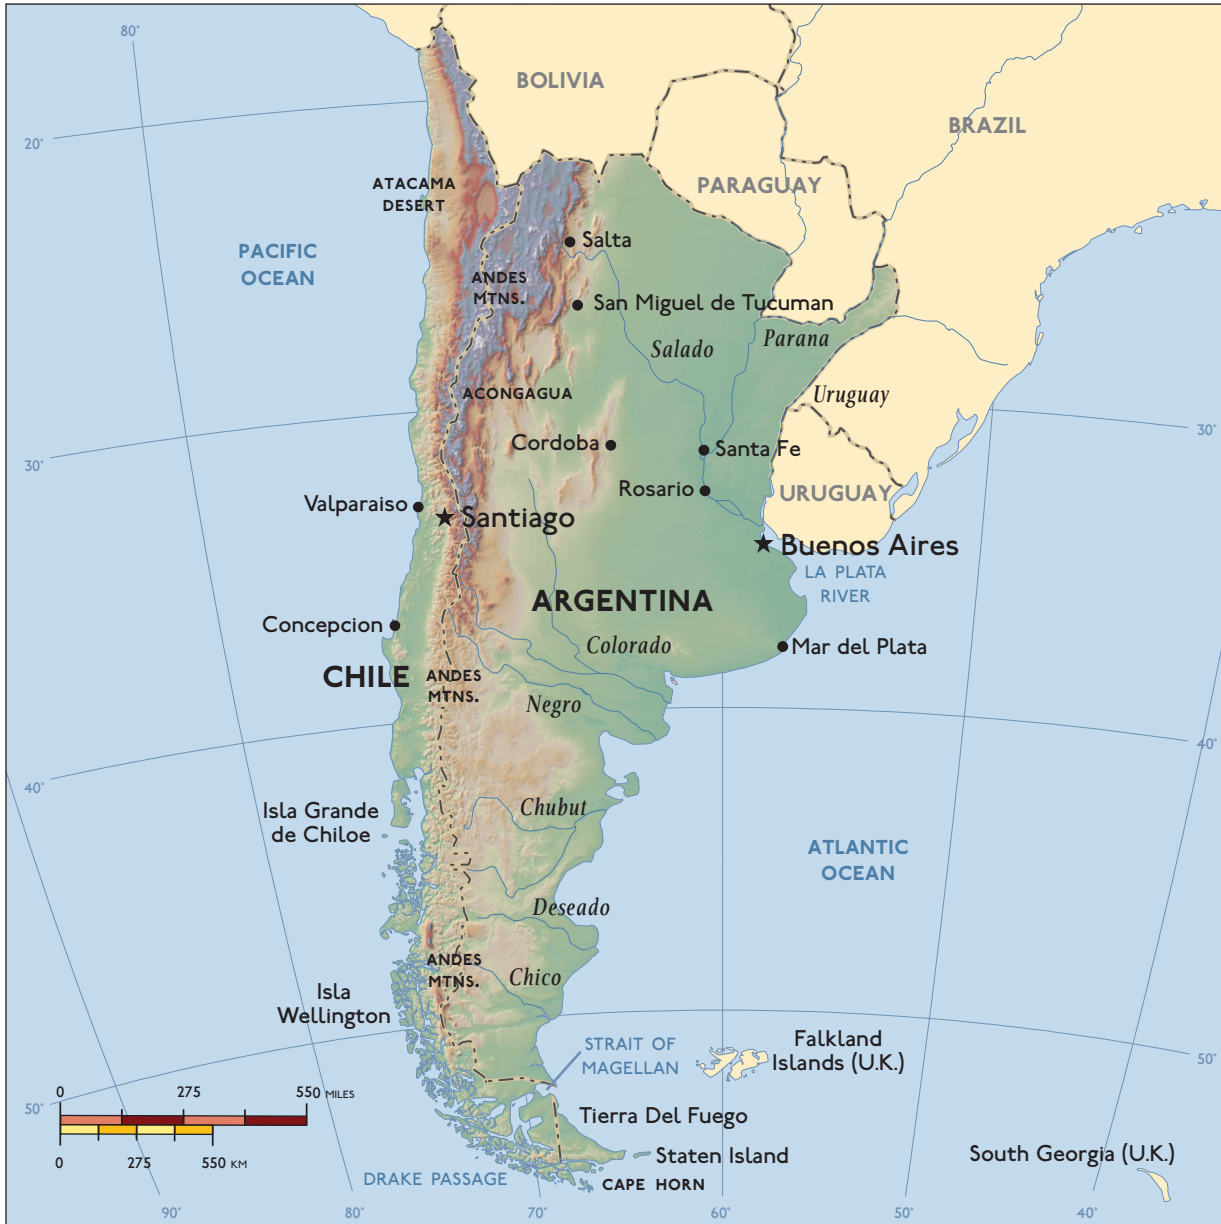 80°
BOLIVIA
BRAZIL
20°
ATACAMA
DESERT
PARAGUAY
PACIFIC
OCEAN
Salta
ANDES
MTNS.
San Miguel de Tucuman
Salado
Parana
ACONGAGUA
Uruguay
30°
Cordoba
Santa Fe
30°
Rosario
URUGUAY
Valparaiso
Santiago
Buenos Aires
LA PLATA
RIVER
ARGENTINA
Concepcion
Colorado
Mar del Plata
CHILE
ANDES
MTNS.
Negro
40°
40°
Isla Grande
de Chiloe
Chubut
ATLANTIC
OCEAN
Deseado
ANDES
MTNS.
Chico
Isla
Wellington
STRAIT OF
MAGELLAN
Falkland
Islands (U.K.)
50°
0 275 550 MILES
50°
Tierra Del Fuego
0 275 550 KM
Staten Island
South Georgia (U.K.)
DRAKE PASSAGE
CAPE HORN
90° 80° 70° 60° 50° 40°